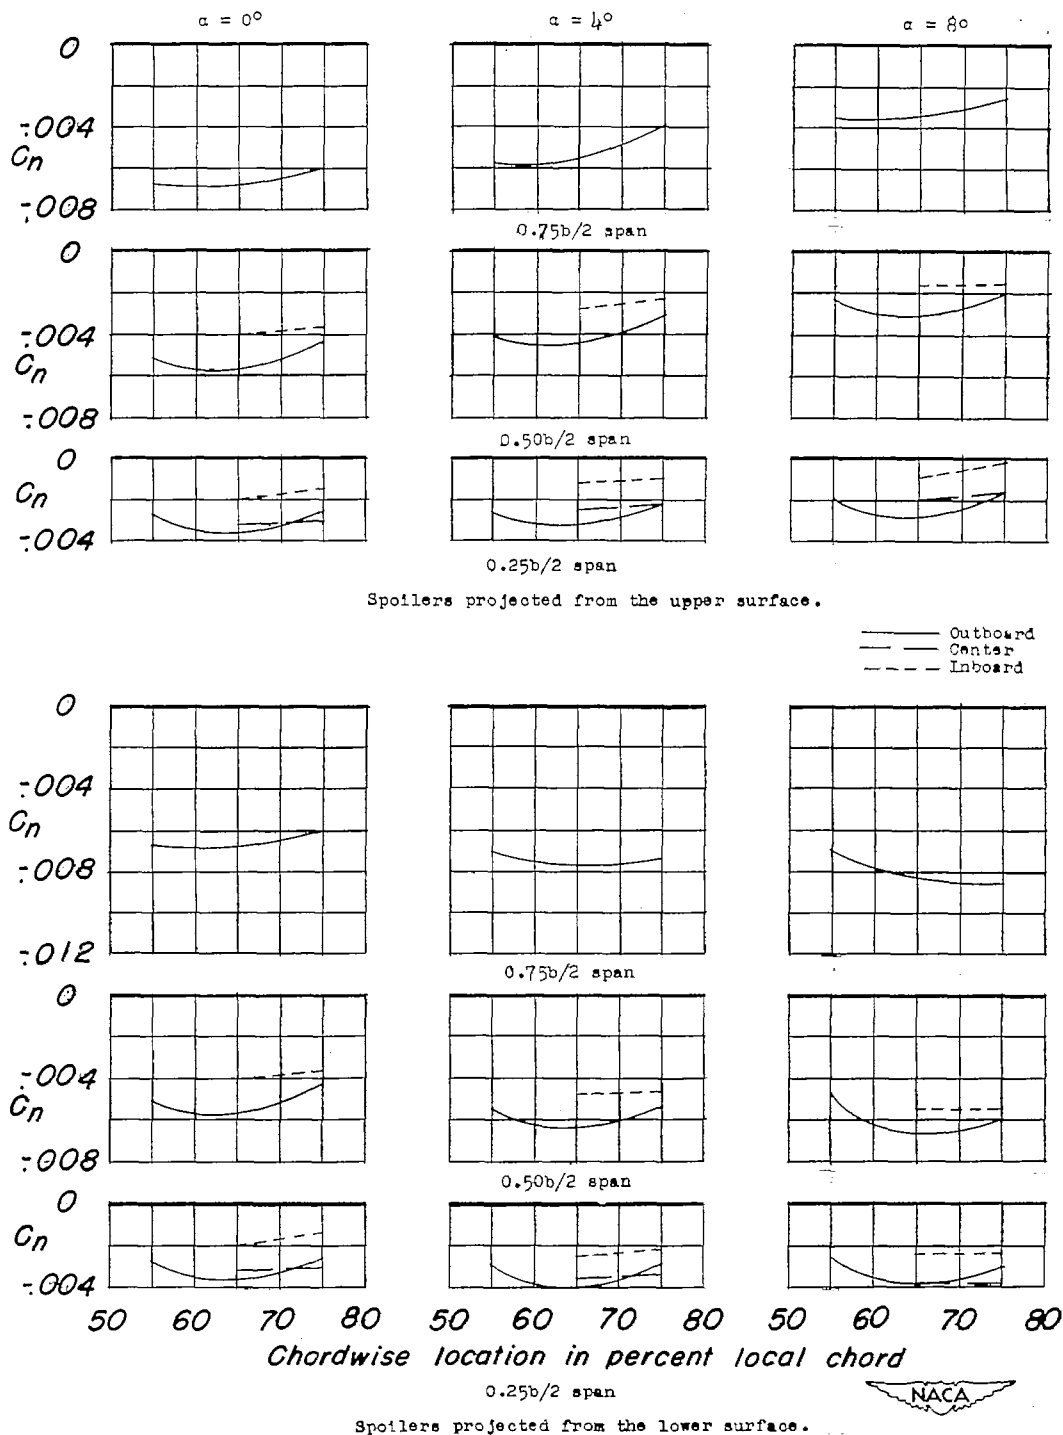 α = 0° α = 4° α = 8°
0
-.004
Cn
-.008
0.75b/2 span
0
-.004
Cn
-.008
0.50b/2 span
0
Cn
-.004
0.25b/2 span
Spoilers projected from the upper surface.
Outboard
Center
Inboard
0
-.004
Cn
-.008
-.012
0.75b/2 span
0
-.004
Cn
-.008
0.50b/2 span
0
Cn
-.004
50 60 70 80 50 60 70 80 50 60 70 80
Chordwise location in percent local chord
0.25b/2 span
NACA
Spoilers projected from the lower surface.